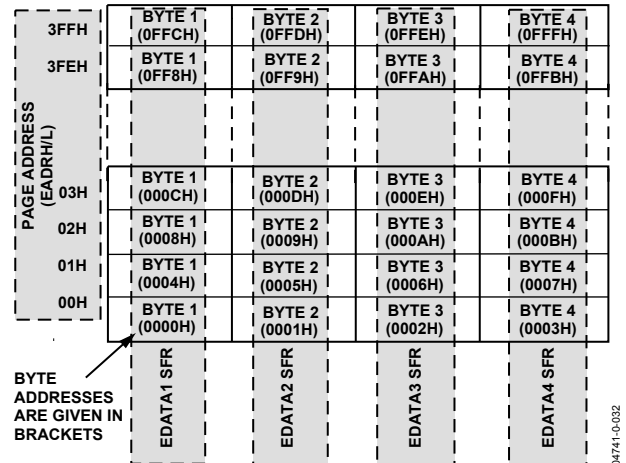 3FFH
BYTE 1
(0FFCH)
BYTE 2
(0FFDH)
BYTE 3
(0FFEH)
BYTE 4
(0FFFH)
3FEH
BYTE 1
(0FF8H)
BYTE 2
(0FF9H)
BYTE 3
(0FFAH)
BYTE 4
(0FFBH)
PAGE ADDRESS
(EADRH/L)
03H
BYTE 1
(000CH)
BYTE 2
(000DH)
BYTE 3
(000EH)
BYTE 4
(000FH)
02H
BYTE 1
(0008H)
BYTE 2
(0009H)
BYTE 3
(000AH)
BYTE 4
(000BH)
01H
BYTE 1
(0004H)
BYTE 2
(0005H)
BYTE 3
(0006H)
BYTE 4
(0007H)
00H
BYTE 1
(0000H)
BYTE 2
(0001H)
BYTE 3
(0002H)
BYTE 4
(0003H)
BYTE
ADDRESSES
ARE GIVEN IN
BRACKETS
EDATA1 SFR
EDATA2 SFR
EDATA3 SFR
EDATA4 SFR
04741-0-032